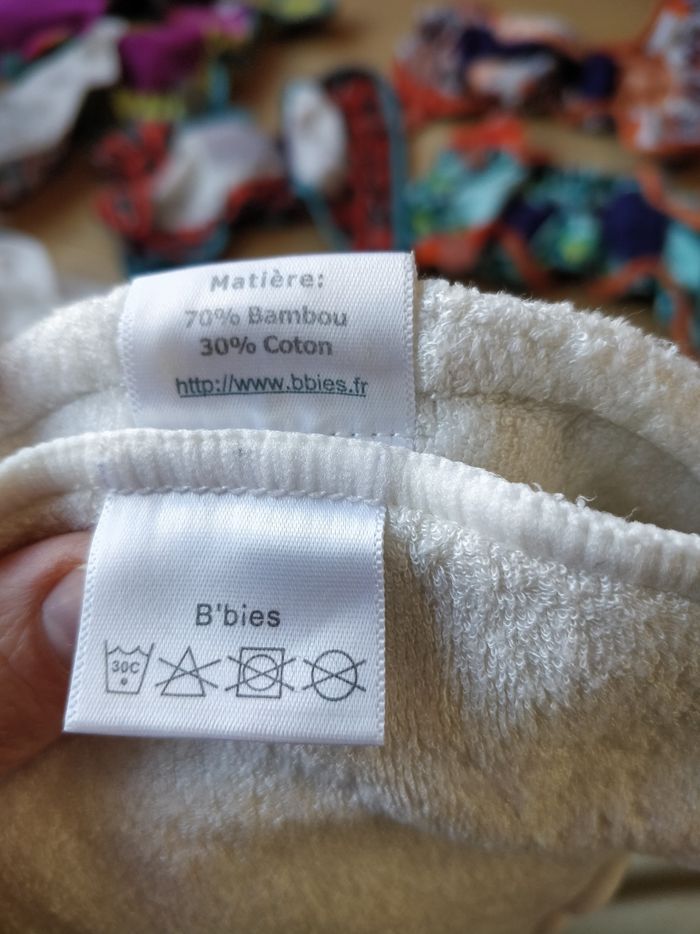 Matière:
70% Bambou
30% Coton
http://www.bbies.fr
B'bies
30C